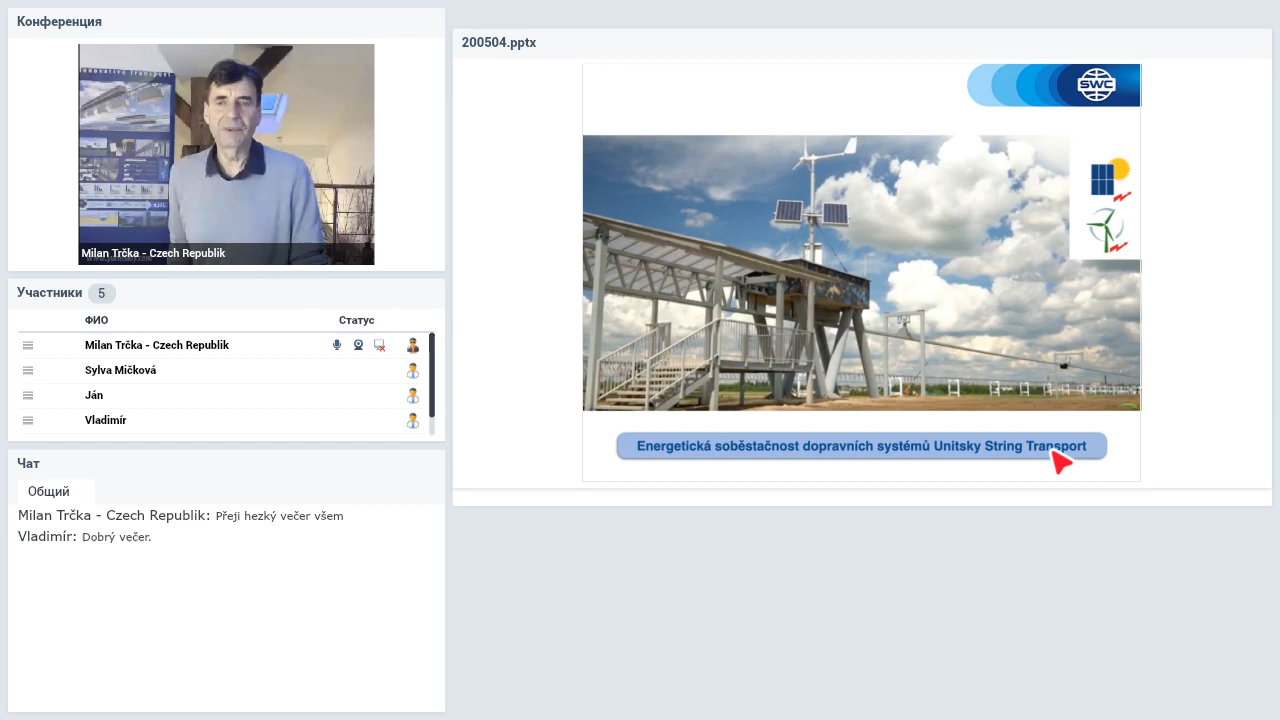 Конференция
innovative transport
Milan Trčka - Czech Republik
Участники 5
ФИО Статус
Milan Trčka - Czech Republik
Sylva Mičková
Ján
Vladimír
Чат
Общий
Milan Trčka - Czech Republik: Přeji hezký večer všem
Vladimír: Dobrý večer.
200504.pptx
SWC
Energetická soběstačnost dopravních systémů Unitsky String Transport